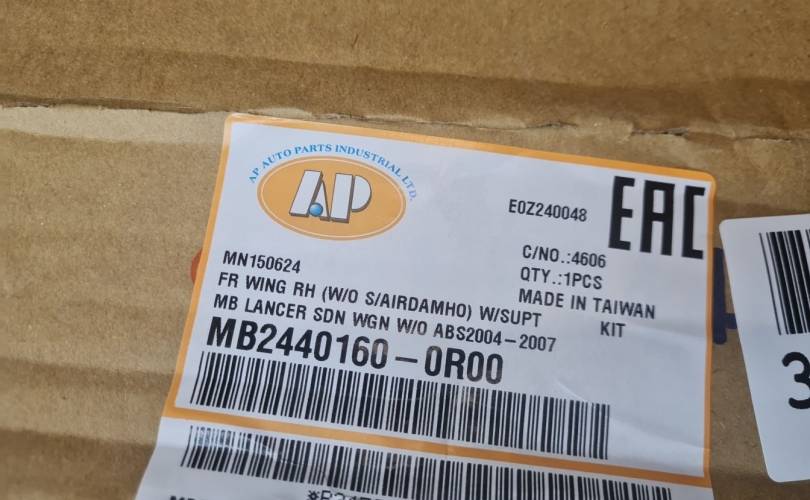 AP AUTO PARTS INDUSTRIAL LTD.
AP
E0Z240048
EAC
C/NO.:4606
QTY.:1PCS
MADE IN TAIWAN
KIT
MN150624
FR WING RH (W/O S/AIRDAMHO) W/SUPT
MB LANCER SDN WGN W/O ABS2004-2007
MB2440160-0R00
3